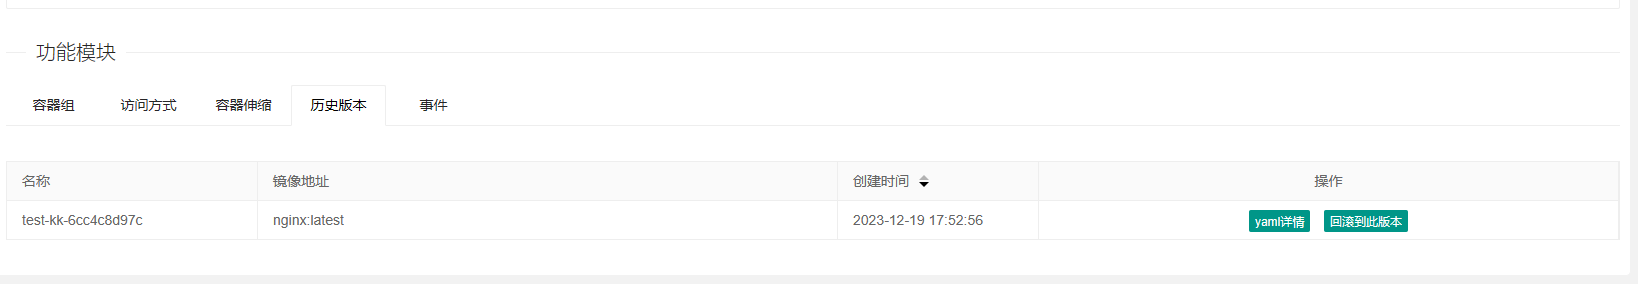 功能模块
容器组 访问方式 容器伸缩 历史版本 事件
名称 镜像地址 创建时间 操作
test-kk-6cc4c8d97c nginx:latest 2023-12-19 17:52:56 yaml详情 回滚到此版本